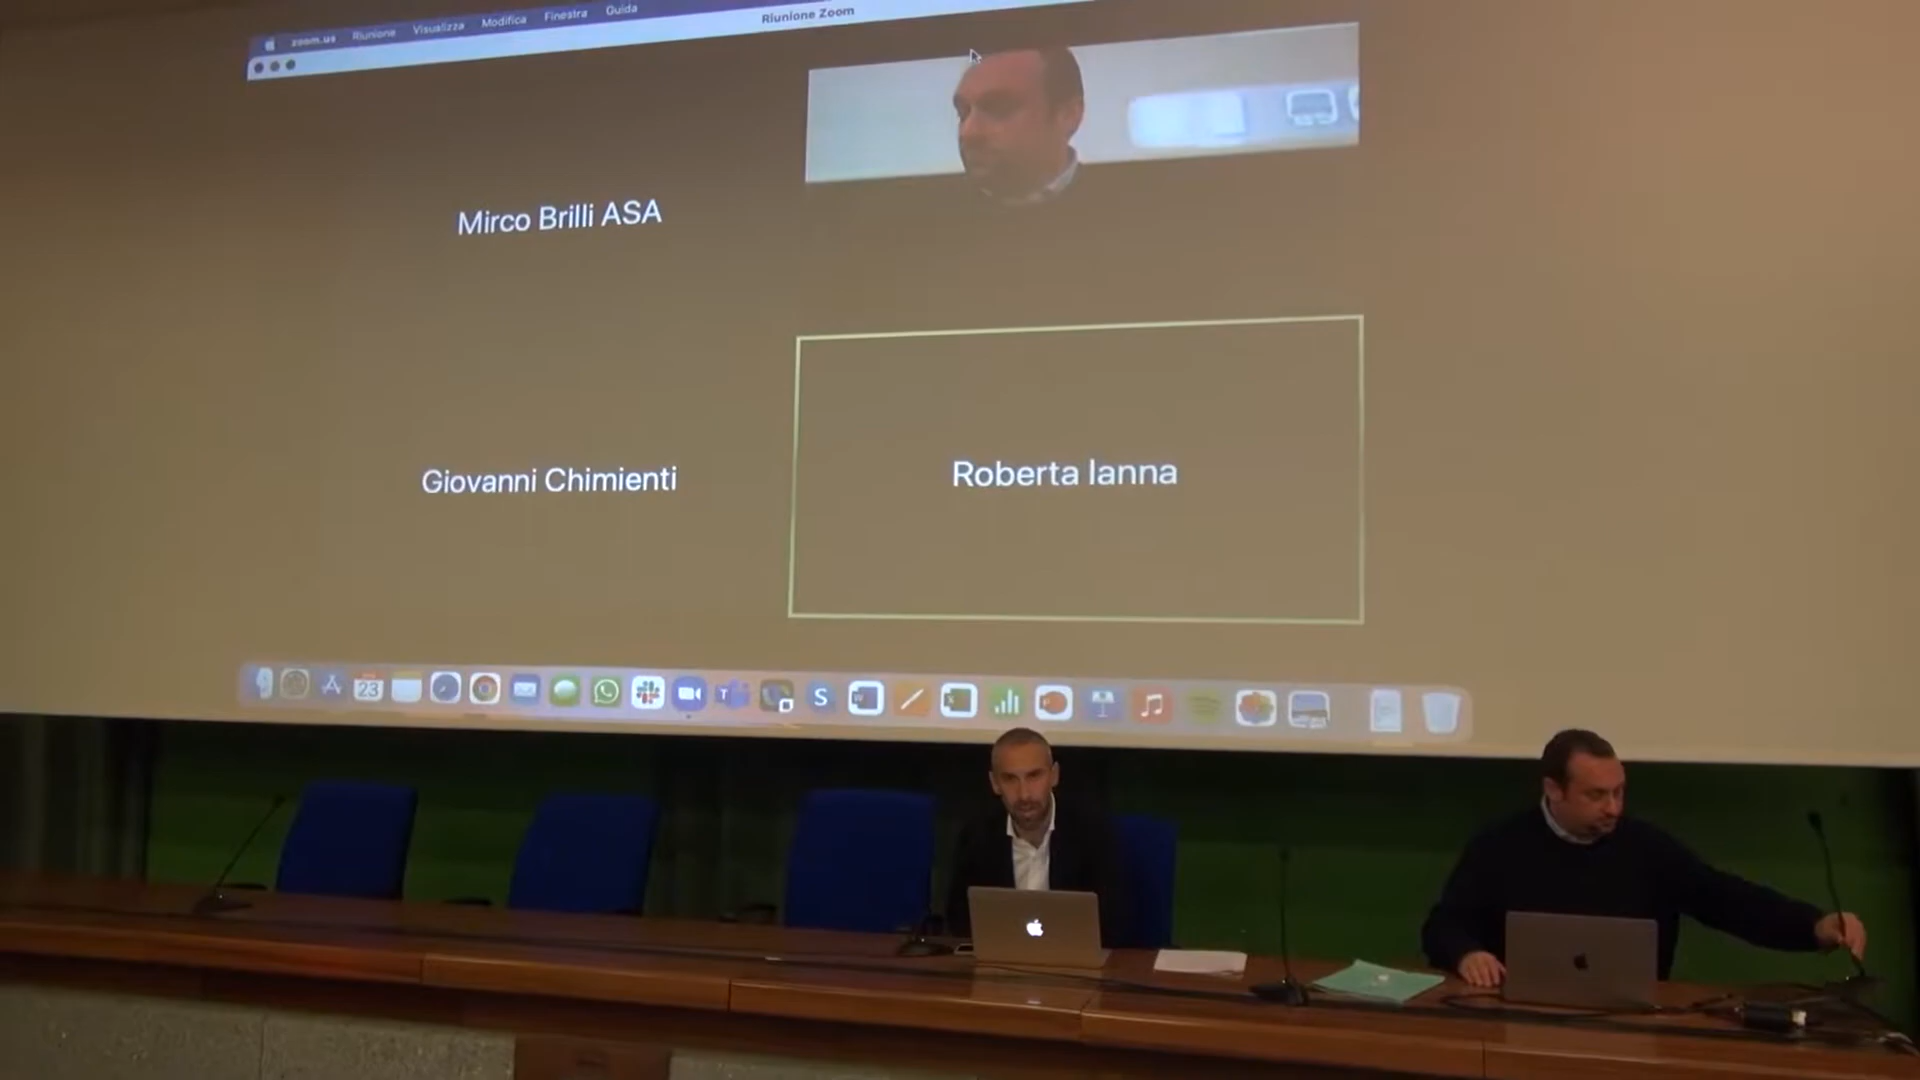 zoom.us Riunione Visualizza Modifica Finestra Guida
Riunione Zoom
Mirco Brilli ASA
Giovanni Chimienti
Roberta Ianna
23
T
S
W
X
P